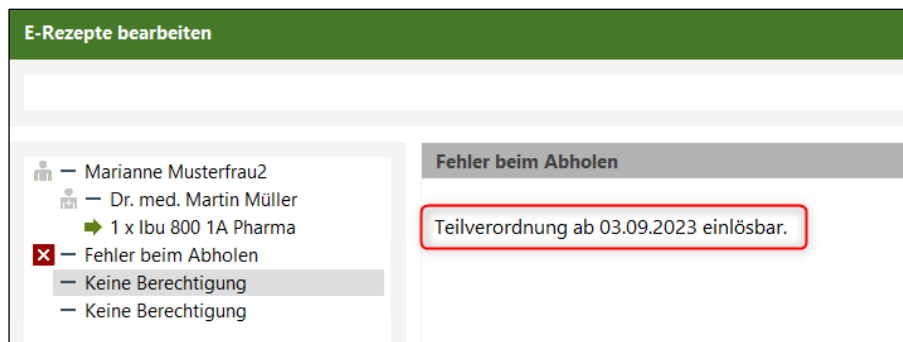 E-Rezepte bearbeiten
Marianne Musterfrau2
Dr. med. Martin Müller
1 x Ibu 800 1A Pharma
Fehler beim Abholen
Keine Berechtigung
Keine Berechtigung
Fehler beim Abholen
Teilverordnung ab 03.09.2023 einlösbar.